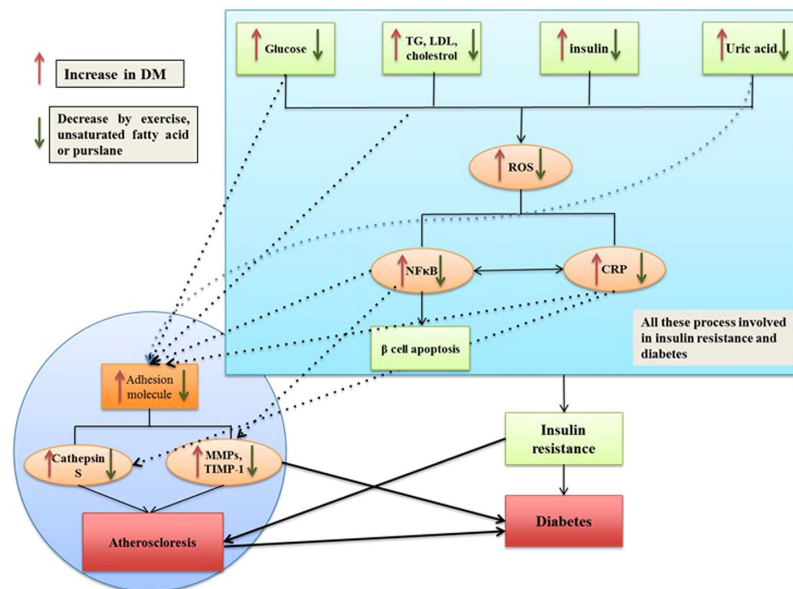 Increase in DM
Decrease by exercise,
unsaturated fatty acid
or purslane
Glucose
TG, LDL,
cholestrol
insulin
Uric acid
ROS
NFκB
CRP
β cell apoptosis
All these process involved
in insulin resistance and
diabetes
Adhesion
molecule
Cathepsin
S
MMPs,
TIMP-1
Insulin
resistance
Atheroscloresis
Diabetes